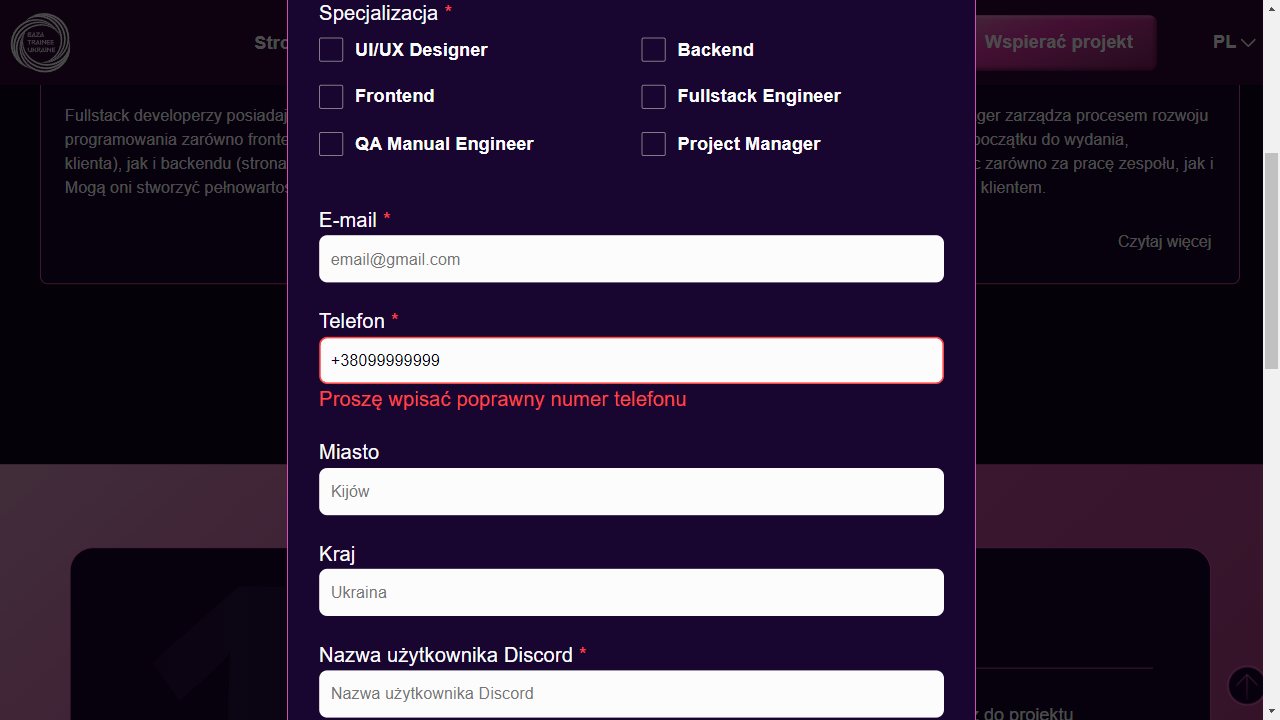 Specjalizacja *
BAZA
TRAINEE
UKRAINE
Stro
Wspierać projekt
PL
UI/UX Designer
Backend
Frontend
Fullstack Engineer
QA Manual Engineer
Project Manager
Fullstack developerzy posiadaj
programowania zarówno fronte
klienta), jak i backendu (strona
Mogą oni stworzyć pełnowartoś
ger zarządza procesem rozwoju
początku do wydania,
c zarówno za pracę zespołu, jak i
klientem.
Czytaj więcej
E-mail *
email@gmail.com
Telefon *
+38099999999
Proszę wpisać poprawny numer telefonu
Miasto
Kijów
Kraj
Ukraina
Nazwa użytkownika Discord *
Nazwa użytkownika Discord
1
do projektu